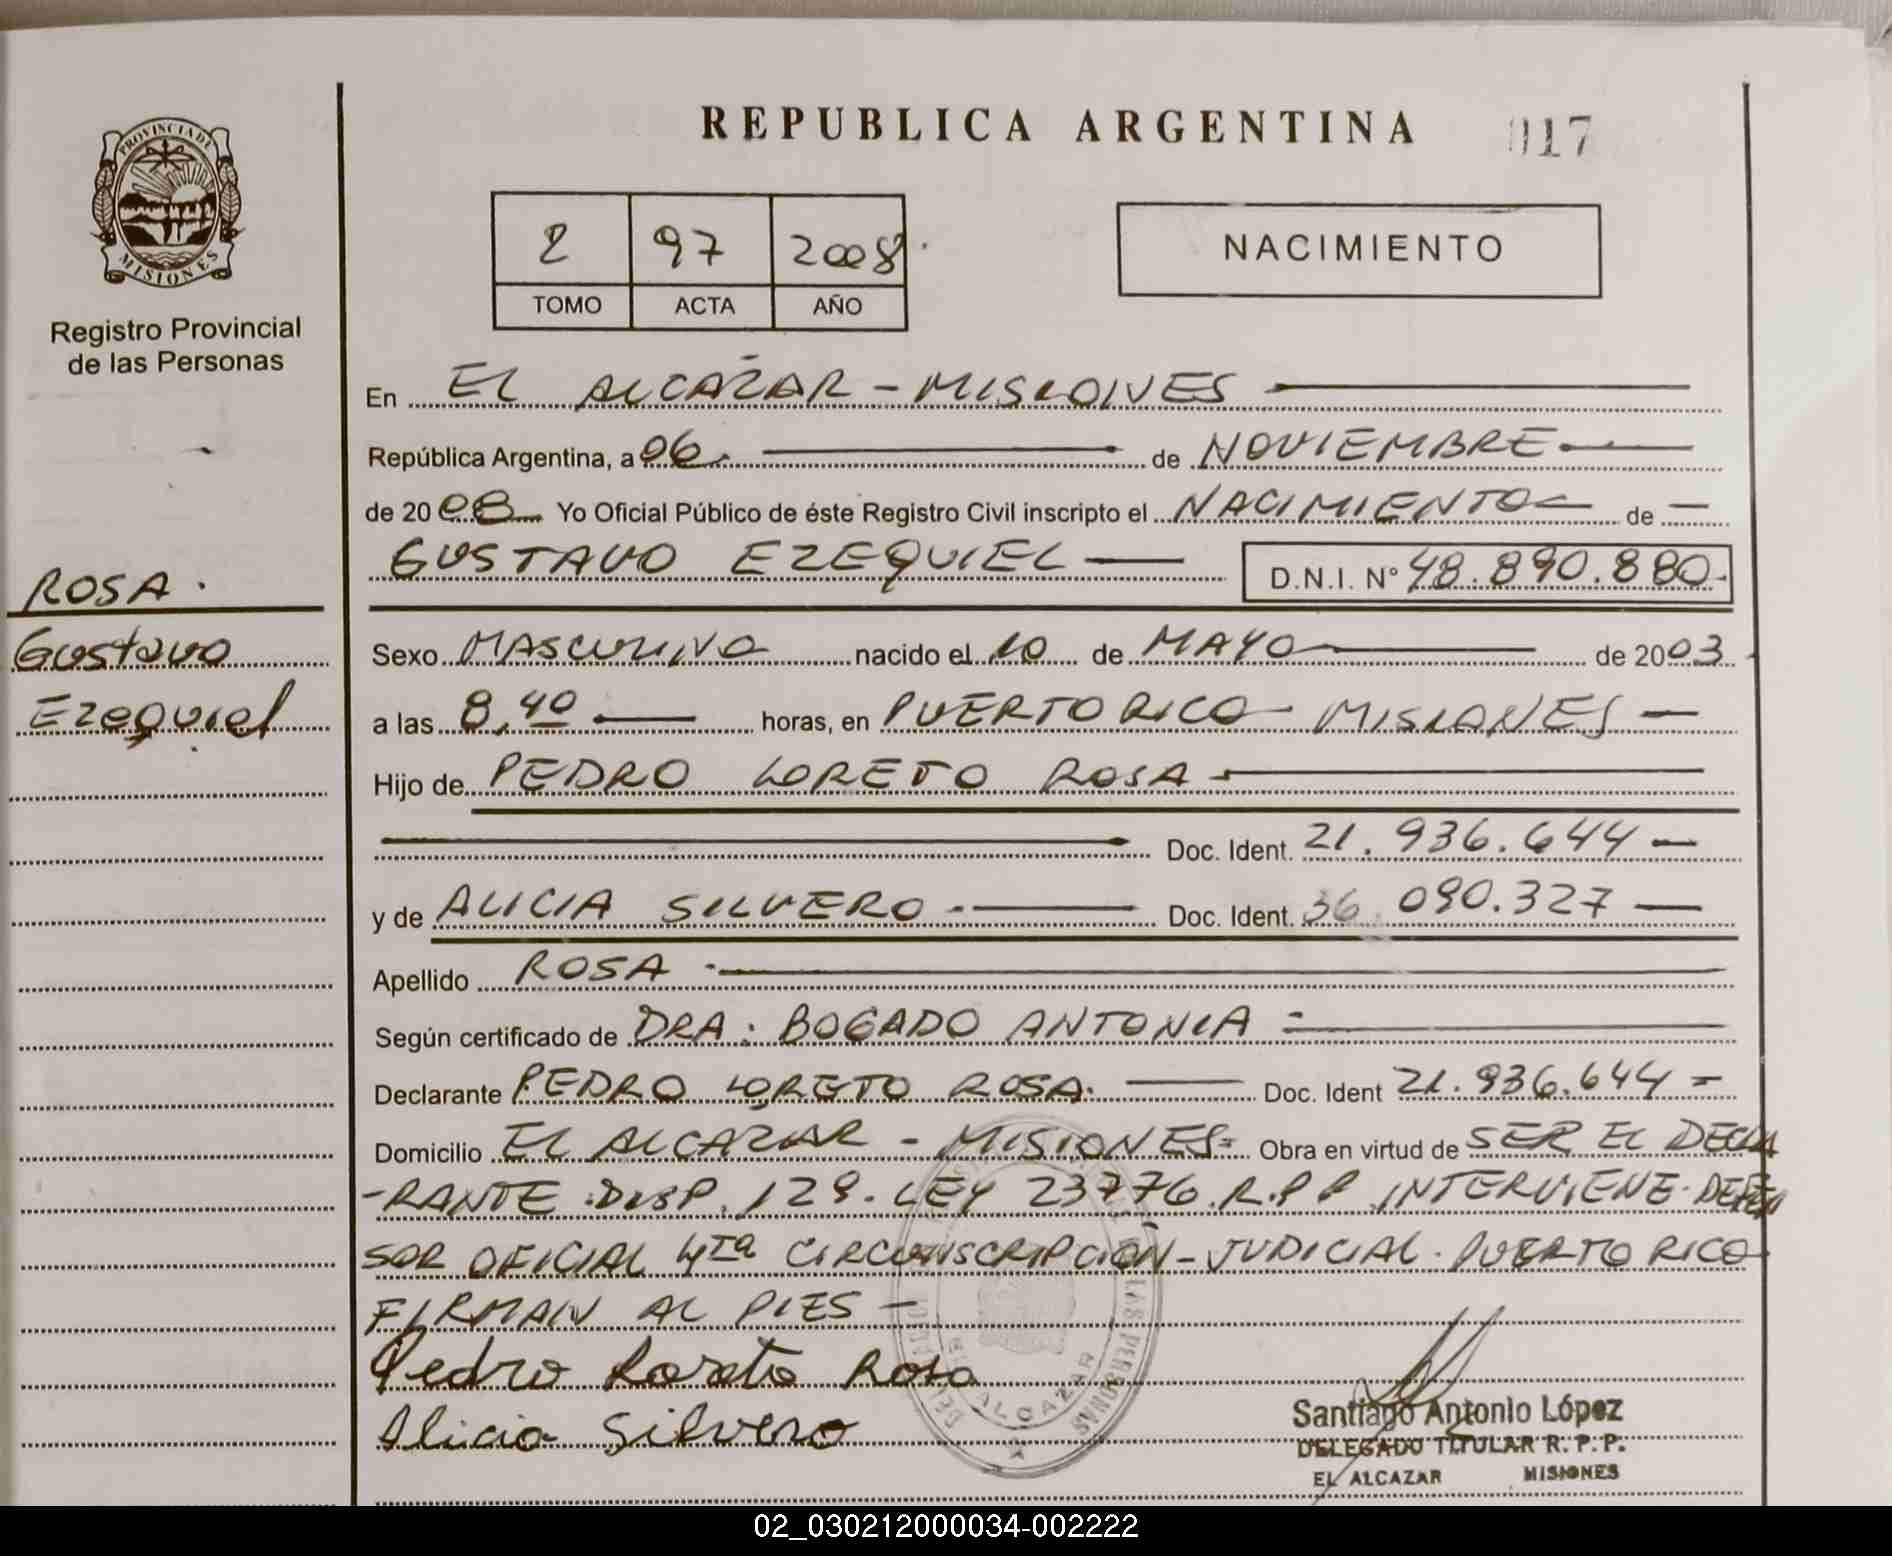 REPUBLICA ARGENTINA
017
PROVINCIA DE
MISIONES
Registro Provincial
de las Personas
2 97 2008
TOMO ACTA AÑO
NACIMIENTO
En EL ALCAZAR - MISIONES
República Argentina, a 06 de NOVIEMBRE
de 2008 Yo Oficial Público de éste Registro Civil inscripto el NACIMIENTO de
GUSTAVO EZEQUIEL D.N.I. Nº 48.890.880
ROSA.
Gustavo
Ezequiel
Sexo MASCULINO nacido el 10 de MAYO de 2003
a las 8,40 horas, en PUERTO RICO - MISIONES
Hijo de PEDRO LORETO ROSA
Doc. Ident. 21.936.644
y de ALICIA SILVERO Doc. Ident. 36.090.327
Apellido ROSA
Según certificado de DRA: BOGADO ANTONIA
Declarante PEDRO LORETO ROSA. Doc. Ident 21.936.644
Domicilio EL ALCAZAR - MISIONES Obra en virtud de SER EL DECLA
-RANTE. DISP. 129. LEY 23776. R.P.P. INTERVIENE. DEFEN
SOR OFICIAL 4TA CIRCUNSCRIPCIÓN - JUDICIAL. PUERTO RICO
FIRMAN AL PIES -
Pedro Loreto Rosa
Alicia Silvero
Santiago Antonio López
DELEGADO TITULAR R. P. P.
EL ALCAZAR MISIONES
02_030212000034-002222